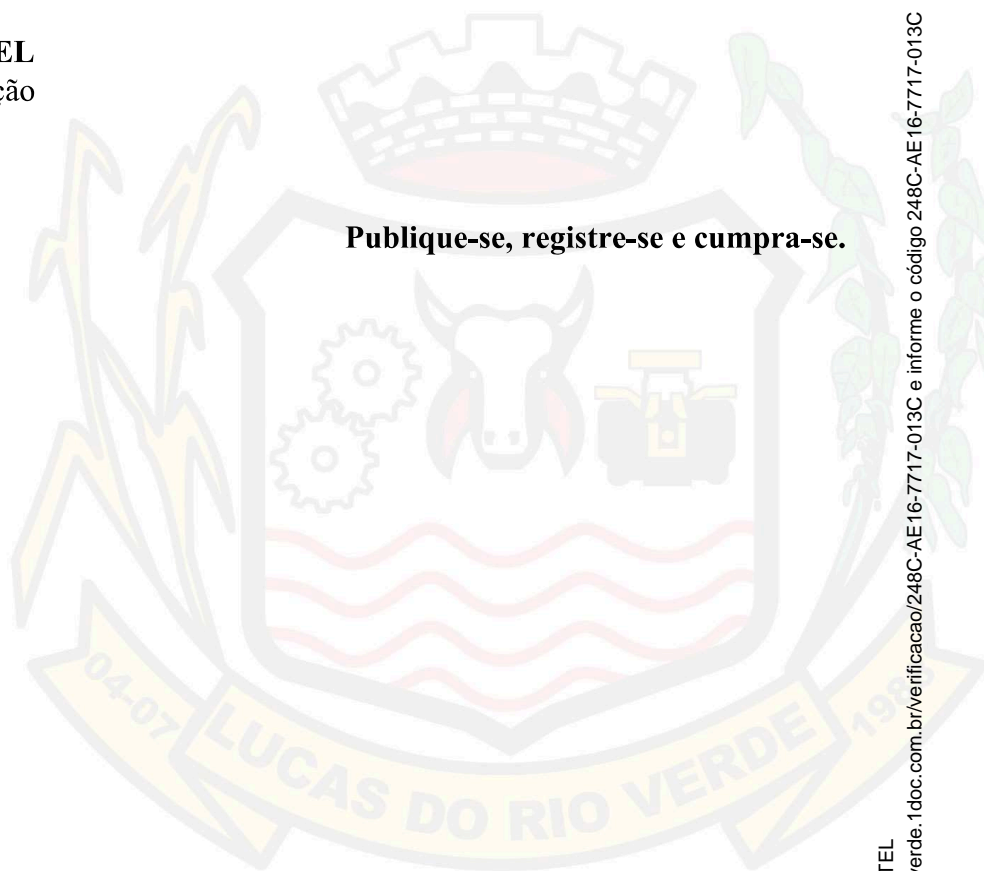 EL
ção
Publique-se, registre-se e cumpra-se.
04-07
LUCAS DO RIO VERDE
198
TEL
verde.1doc.com.br/verificacao/248C-AE16-7717-013C e informe o código 248C-AE16-7717-013C